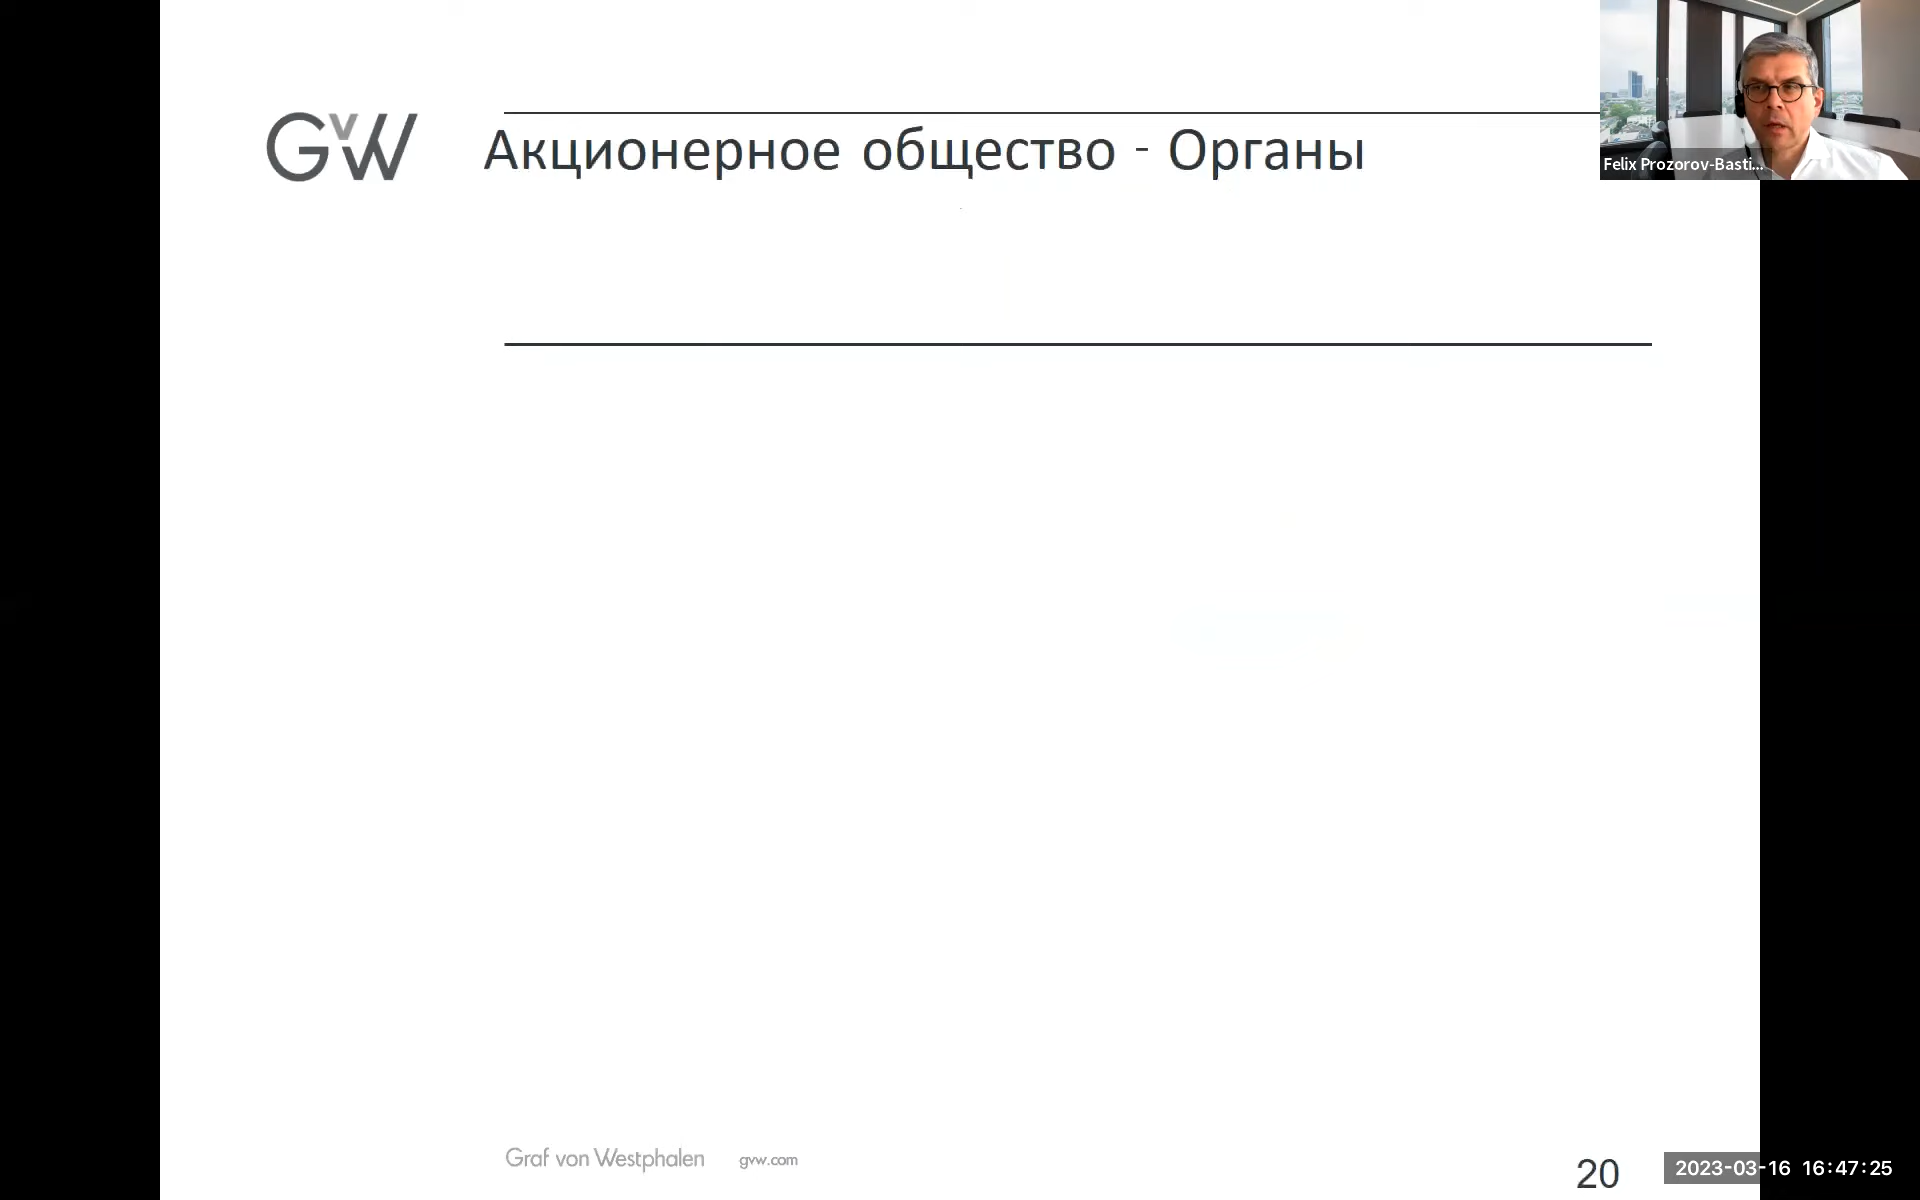 GvW
Акционерное общество - Органы
Felix Prozorov-Basti...
Graf von Westphalen gvw.com
20
2023-03-16 16:47:25